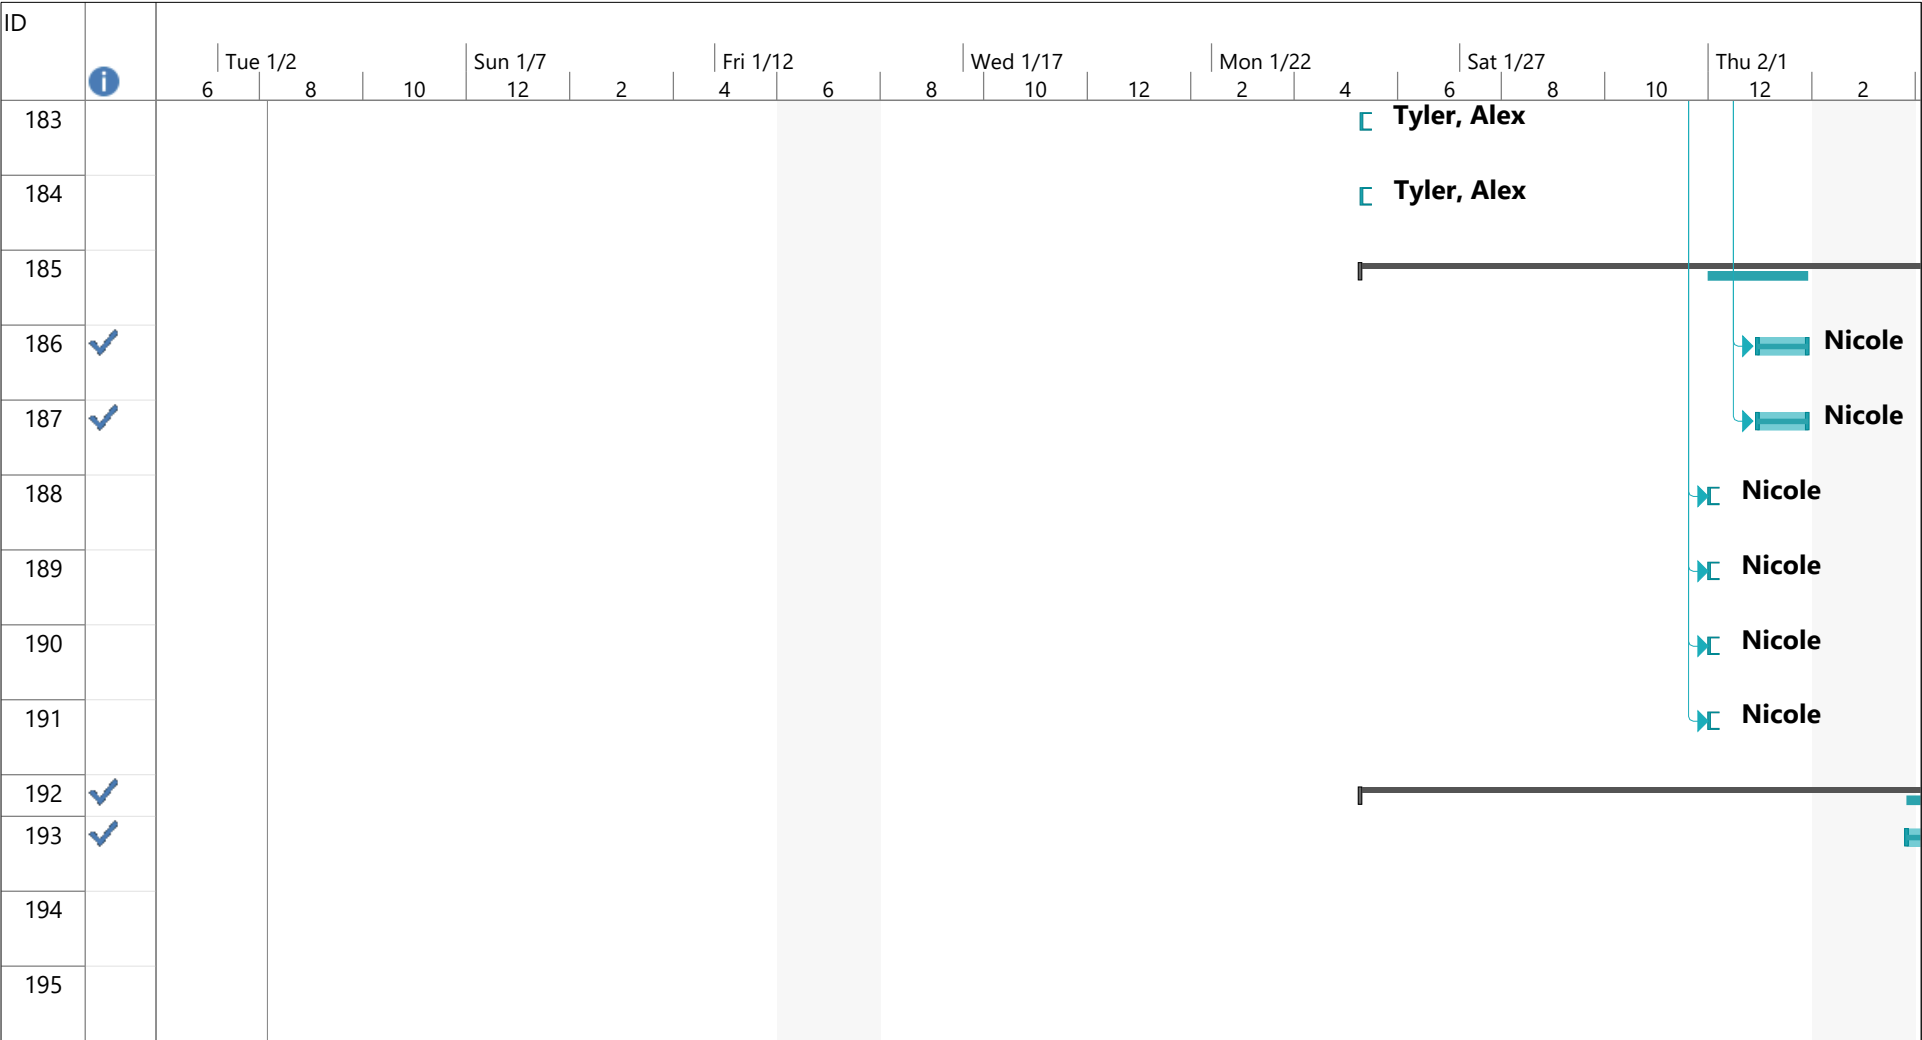 ID
Tue 1/2 Sun 1/7 Fri 1/12 Wed 1/17 Mon 1/22 Sat 1/27 Thu 2/1
i 6 8 10 12 2 4 6 8 10 12 2 4 6 8 10 12 2
183 Tyler, Alex
184 Tyler, Alex
185
186 Nicole
187 Nicole
188 Nicole
189 Nicole
190 Nicole
191 Nicole
192
193
194
195